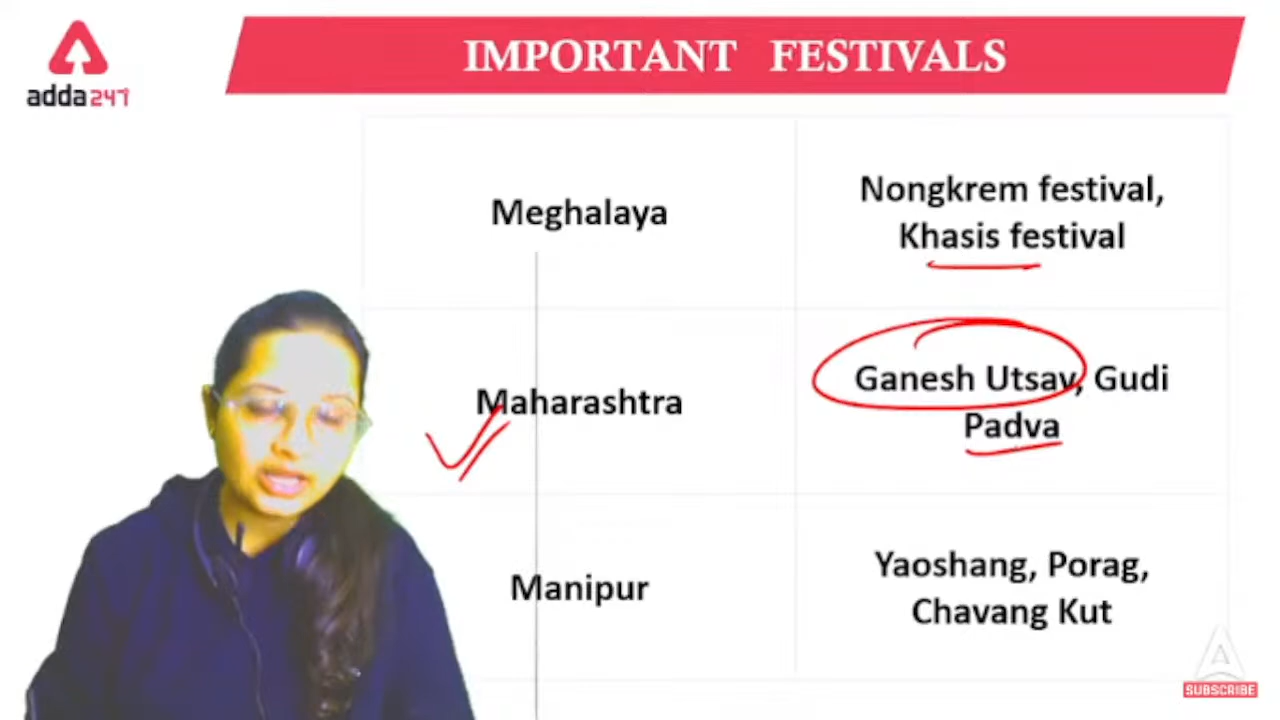 IMPORTANT FESTIVALS
adda247
Meghalaya
Nongkrem festival,
Khasis festival
Maharashtra
Ganesh Utsav, Gudi
Padva
Manipur
Yaoshang, Porag,
Chavang Kut
SUBSCRIBE